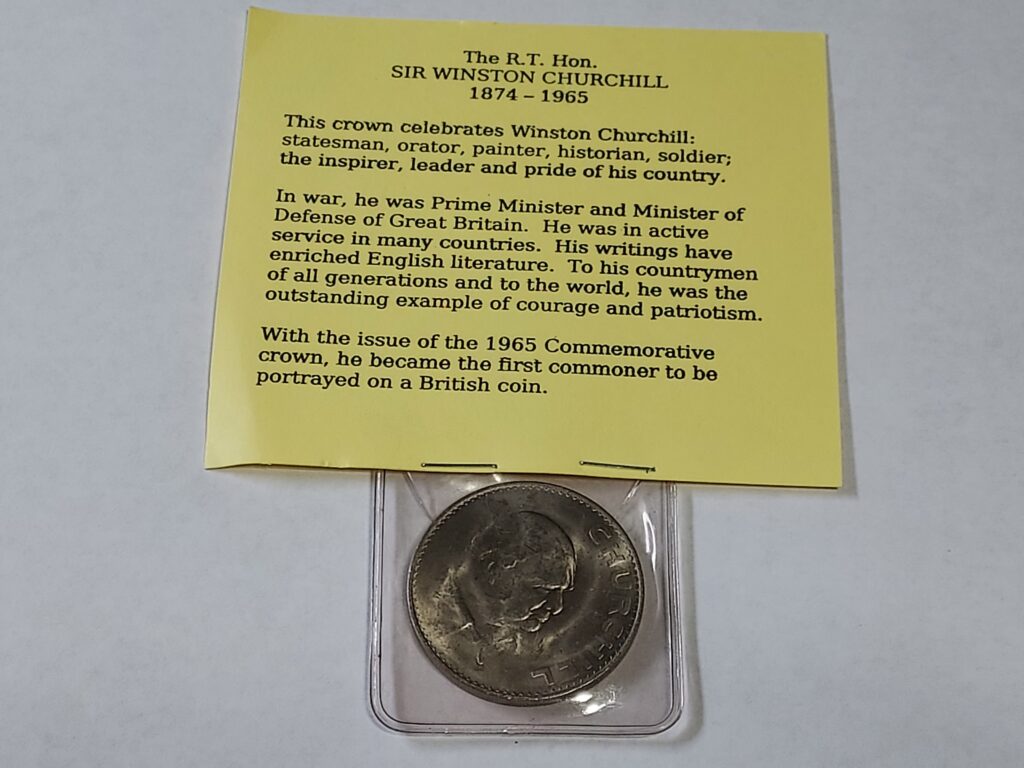 The R.T. Hon.
SIR WINSTON CHURCHILL
1874 – 1965
This crown celebrates Winston Churchill:
statesman, orator, painter, historian, soldier;
the inspirer, leader and pride of his country.
In war, he was Prime Minister and Minister of
Defense of Great Britain. He was in active
service in many countries. His writings have
enriched English literature. To his countrymen
of all generations and to the world, he was the
outstanding example of courage and patriotism.
With the issue of the 1965 Commemorative
crown, he became the first commoner to be
portrayed on a British coin.
CHURCHILL